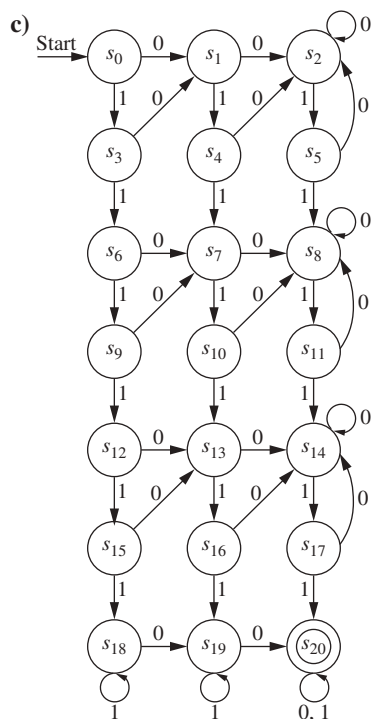 c)
Start
s0 0 s1 0 s2 0
1 0 1 0 1 0
s3 s4 s5
1 1 1
s6 0 s7 0 s8 0
1 0 1 0 1 0
s9 s10 s11
1 1 1
s12 0 s13 0 s14 0
1 0 1 0 1 0
s15 s16 s17
1 1 1
s18 0 s19 0 s20
1 1 0, 1